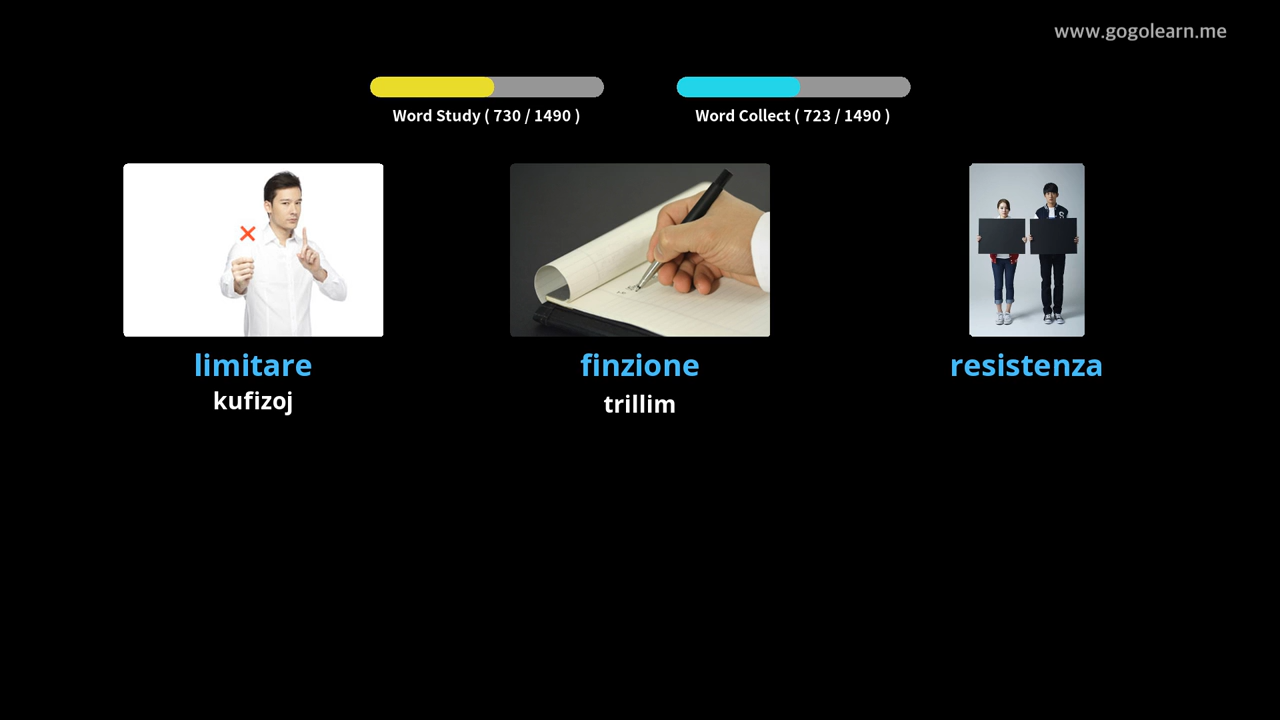 www.gogolearn.me
Word Study ( 730 / 1490 )
Word Collect ( 723 / 1490 )
limitare
kufizoj
finzione
trillim
resistenza